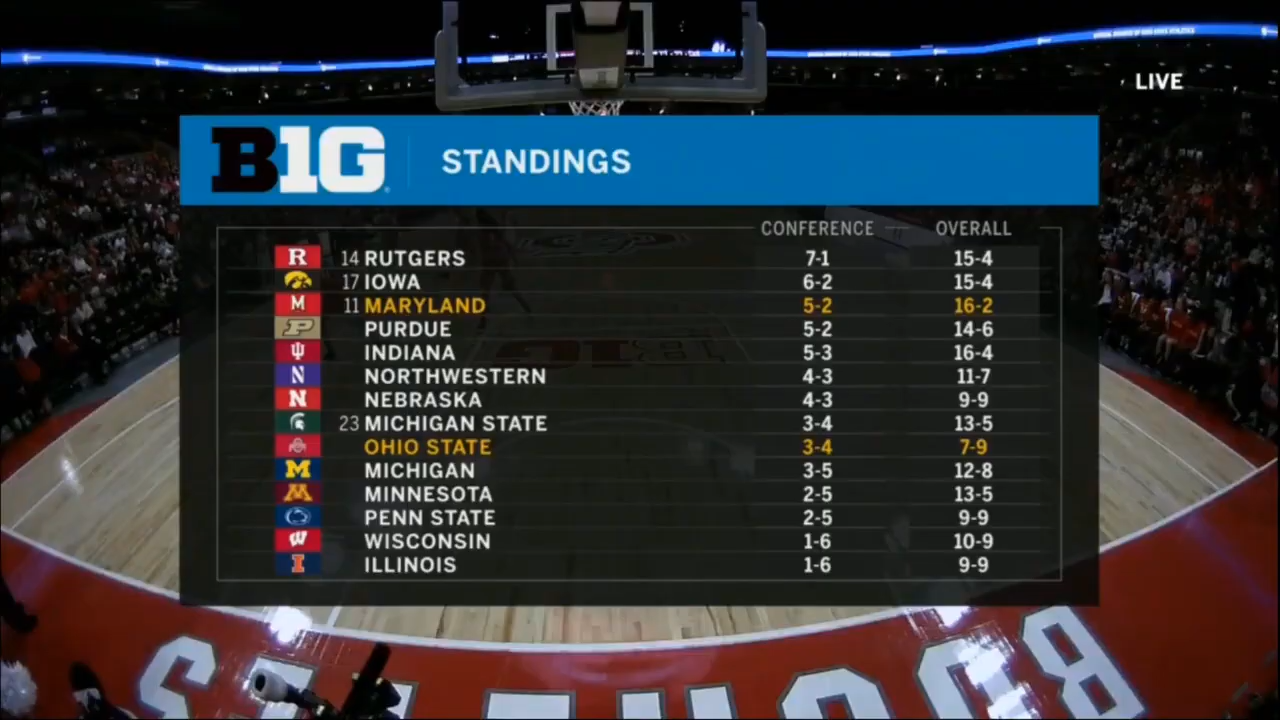 LIVE
B1G STANDINGS
CONFERENCE OVERALL
R 14 RUTGERS 7-1 15-4
17 IOWA 6-2 15-4
M 11 MARYLAND 5-2 16-2
P PURDUE 5-2 14-6
INDIANA 5-3 16-4
N NORTHWESTERN 4-3 11-7
N NEBRASKA 4-3 9-9
23 MICHIGAN STATE 3-4 13-5
OHIO STATE 3-4 7-9
M MICHIGAN 3-5 12-8
M MINNESOTA 2-5 13-5
PENN STATE 2-5 9-9
W WISCONSIN 1-6 10-9
I ILLINOIS 1-6 9-9